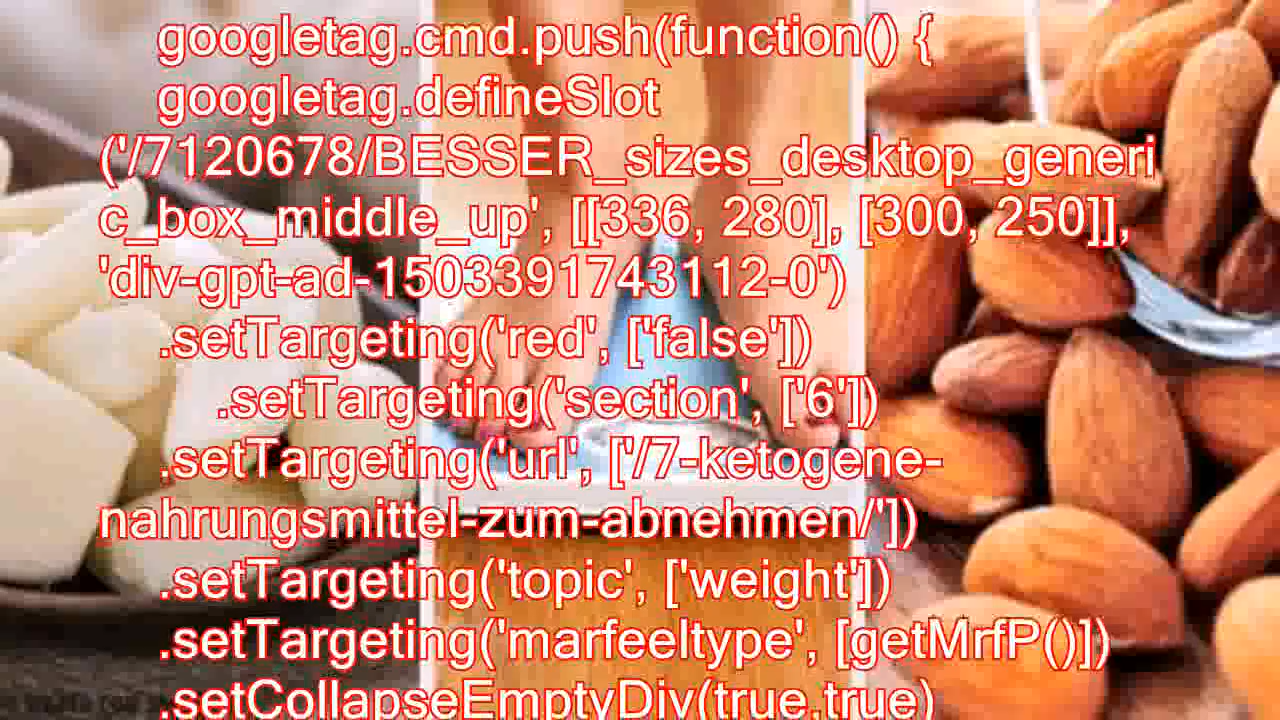 googletag.cmd.push(function() {
googletag.defineSlot
('/7120678/BESSER_sizes_desktop_generi
c_box_middle_up', [[336, 280], [300, 250]],
'div-gpt-ad-1503391743112-0')
.setTargeting('red', ['false'])
.setTargeting('section', ['6'])
.setTargeting('url', ['/7-ketogene-
nahrungsmittel-zum-abnehmen/'])
.setTargeting('topic', ['weight'])
.setTargeting('marfeeltype', [getMrfP()])
.setCollapseEmptyDiv(true,true)